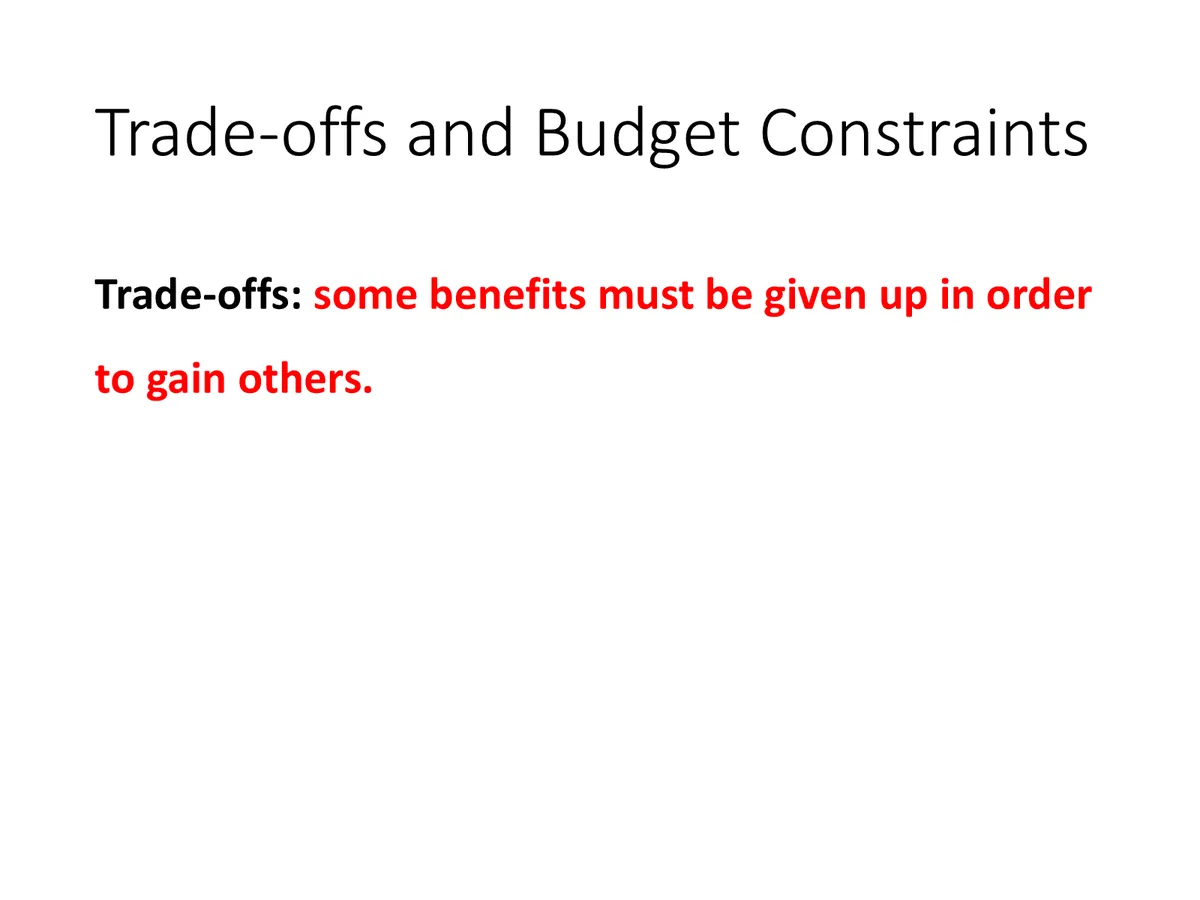 Trade-offs and Budget Constraints
Trade-offs: some benefits must be given up in order
to gain others.